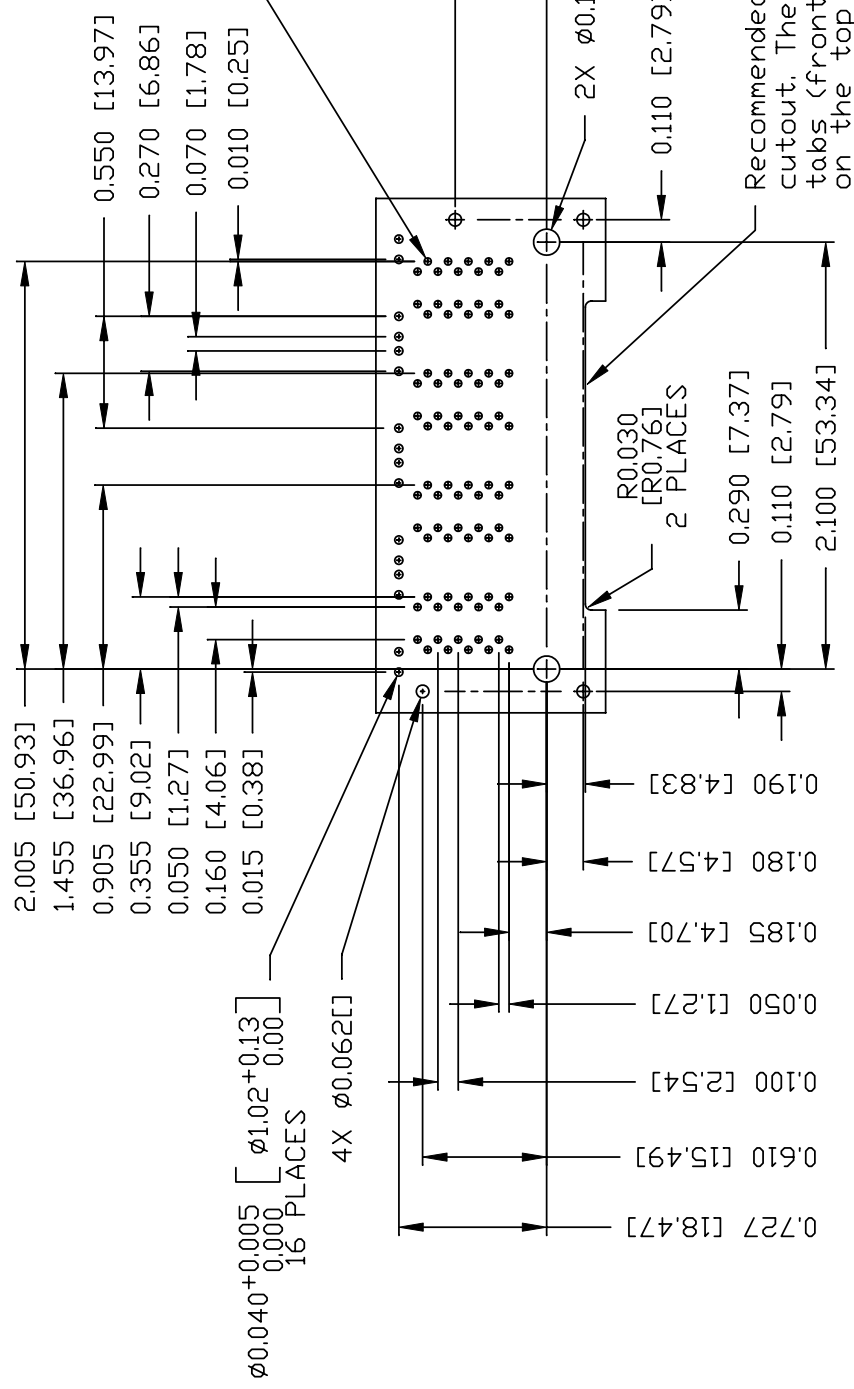 2.005 [50.93]
1.455 [36.96]
0.905 [22.99]
0.355 [9.02]
0.050 [1.27]
0.160 [4.06]
0.015 [0.38]
0.550 [13.97]
0.270 [6.86]
0.070 [1.78]
0.010 [0.25]
ø0.040 +0.005 0.000 [ø1.02 +0.13 0.00]
16 PLACES
4X ø0.062[]
2X ø0.1
0.110 [2.79]
Recommended
cutout. The
tabs (front
on the top
R0.030
[R0.76]
2 PLACES
0.290 [7.37]
0.110 [2.79]
2.100 [53.34]
0.190 [4.83]
0.180 [4.57]
0.185 [4.70]
0.050 [1.27]
0.100 [2.54]
0.610 [15.49]
0.727 [18.47]